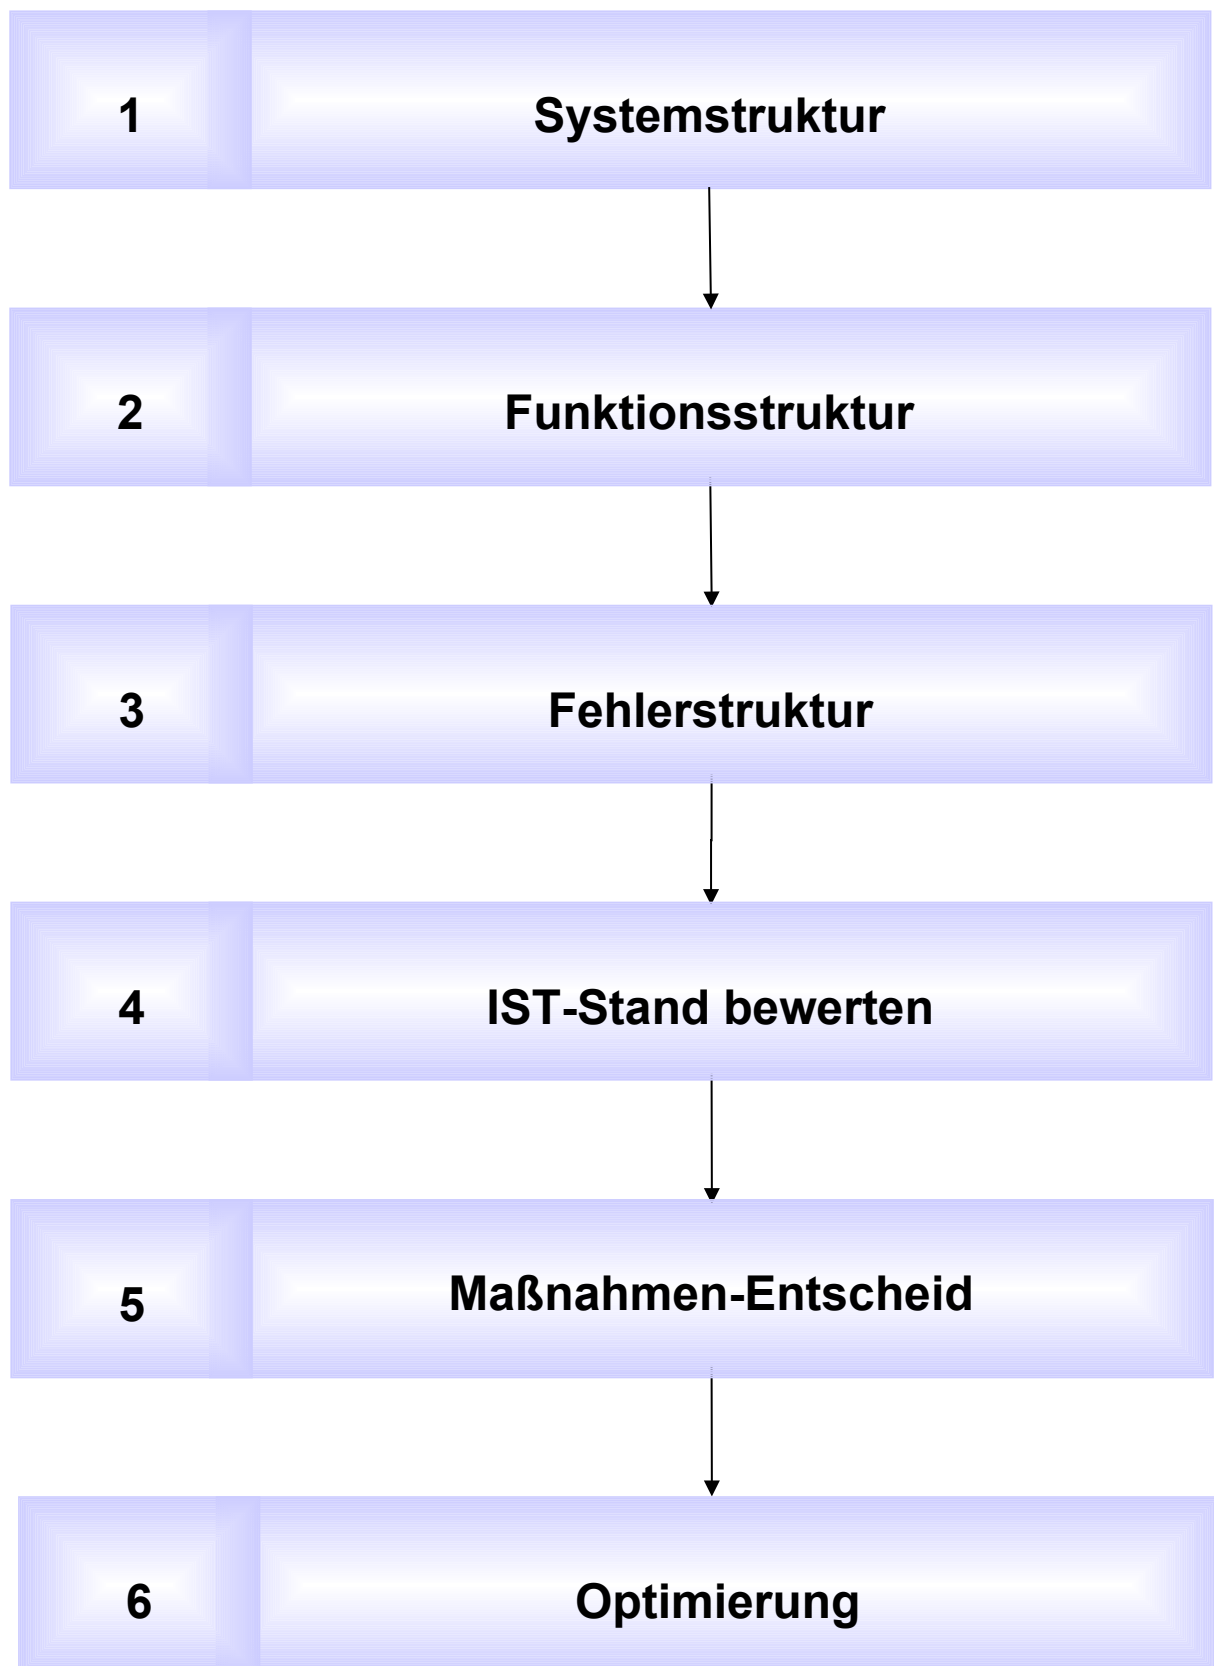 1 Systemstruktur
2 Funktionsstruktur
3 Fehlerstruktur
4 IST-Stand bewerten
5 Maßnahmen-Entscheid
6 Optimierung